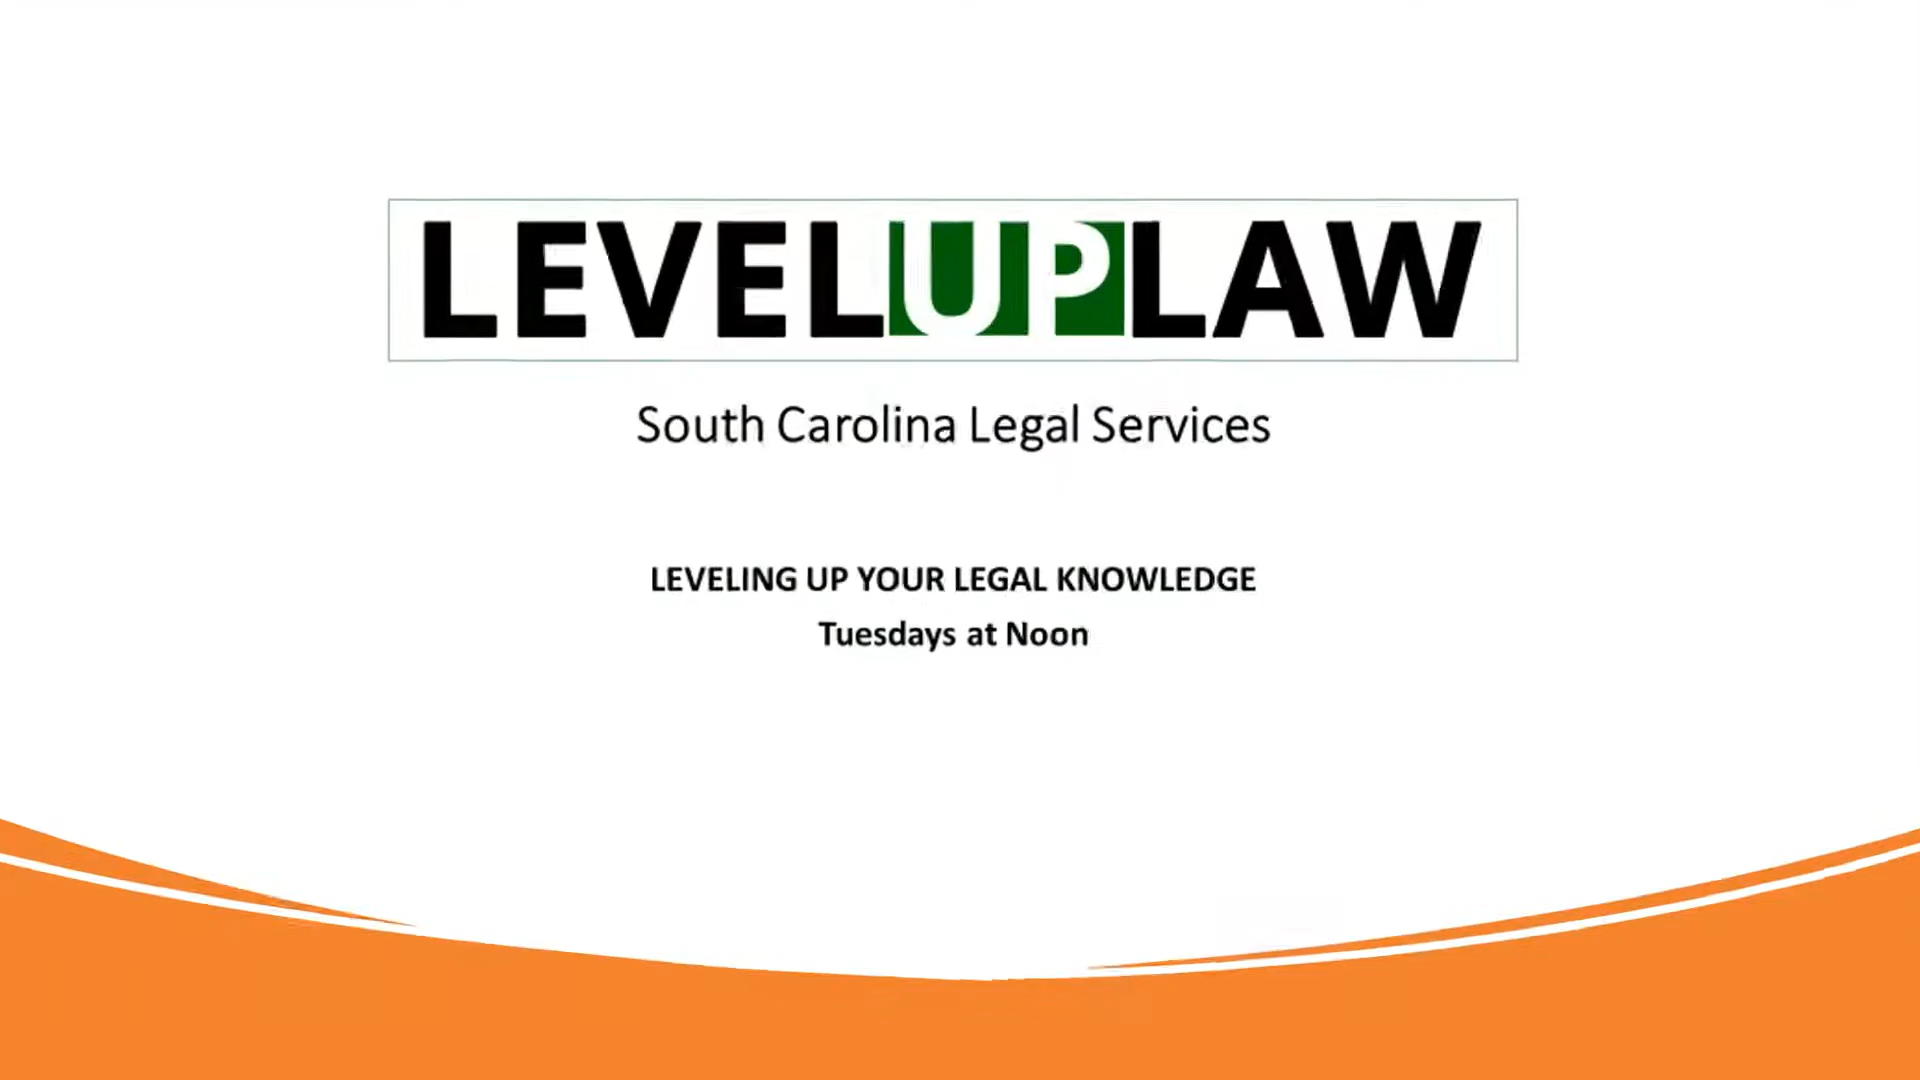 LEVELUPLAW
South Carolina Legal Services
LEVELING UP YOUR LEGAL KNOWLEDGE
Tuesdays at Noon